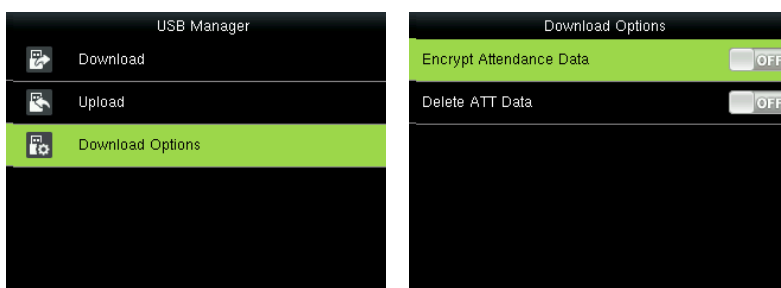 USB Manager
Download
Upload
Download Options
Download Options
Encrypt Attendance Data
OFF
Delete ATT Data
OFF